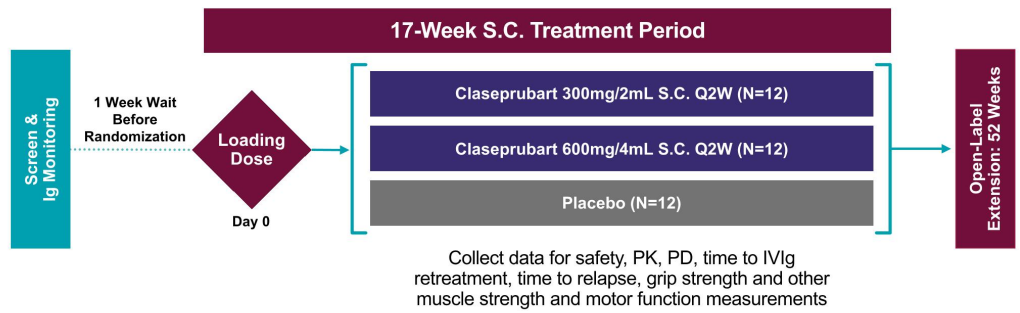 17-Week S.C. Treatment Period
Screen &
Ig Monitoring
1 Week Wait
Before
Randomization
Loading
Dose
Day 0
Claseprubart 300mg/2mL S.C. Q2W (N=12)
Claseprubart 600mg/4mL S.C. Q2W (N=12)
Placebo (N=12)
Open-Label
Extension: 52 Weeks
Collect data for safety, PK, PD, time to IVIg
retreatment, time to relapse, grip strength and other
muscle strength and motor function measurements